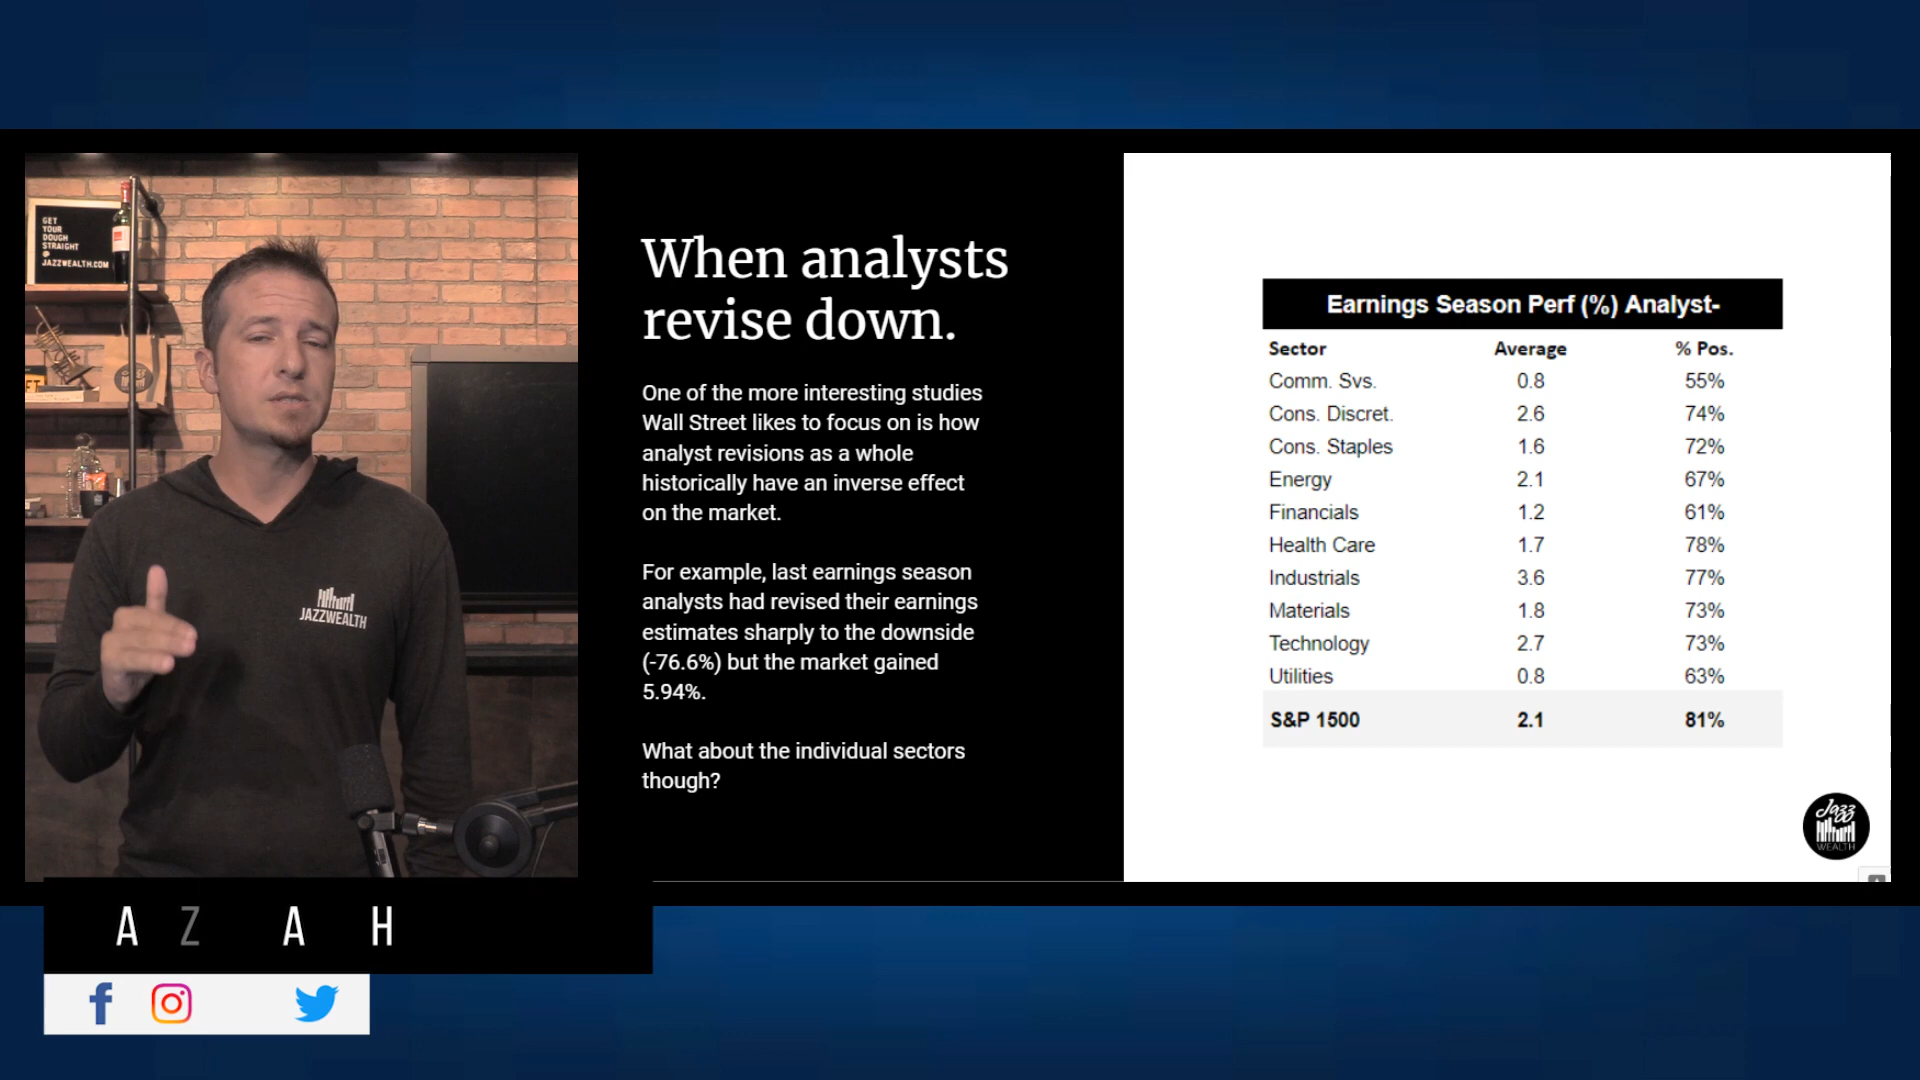 GET
YOUR
DOUGH
STRAIGHT
@
JAZZWEALTH.COM
JAZZWEALTH
When analysts
revise down.
One of the more interesting studies
Wall Street likes to focus on is how
analyst revisions as a whole
historically have an inverse effect
on the market.
For example, last earnings season
analysts had revised their earnings
estimates sharply to the downside
(-76.6%) but the market gained
5.94%.
What about the individual sectors
though?
Earnings Season Perf (%) Analyst-
Sector Average % Pos.
Comm. Svs. 0.8 55%
Cons. Discret. 2.6 74%
Cons. Staples 1.6 72%
Energy 2.1 67%
Financials 1.2 61%
Health Care 1.7 78%
Industrials 3.6 77%
Materials 1.8 73%
Technology 2.7 73%
Utilities 0.8 63%
S&P 1500 2.1 81%
Jazz
WEALTH
A Z A H